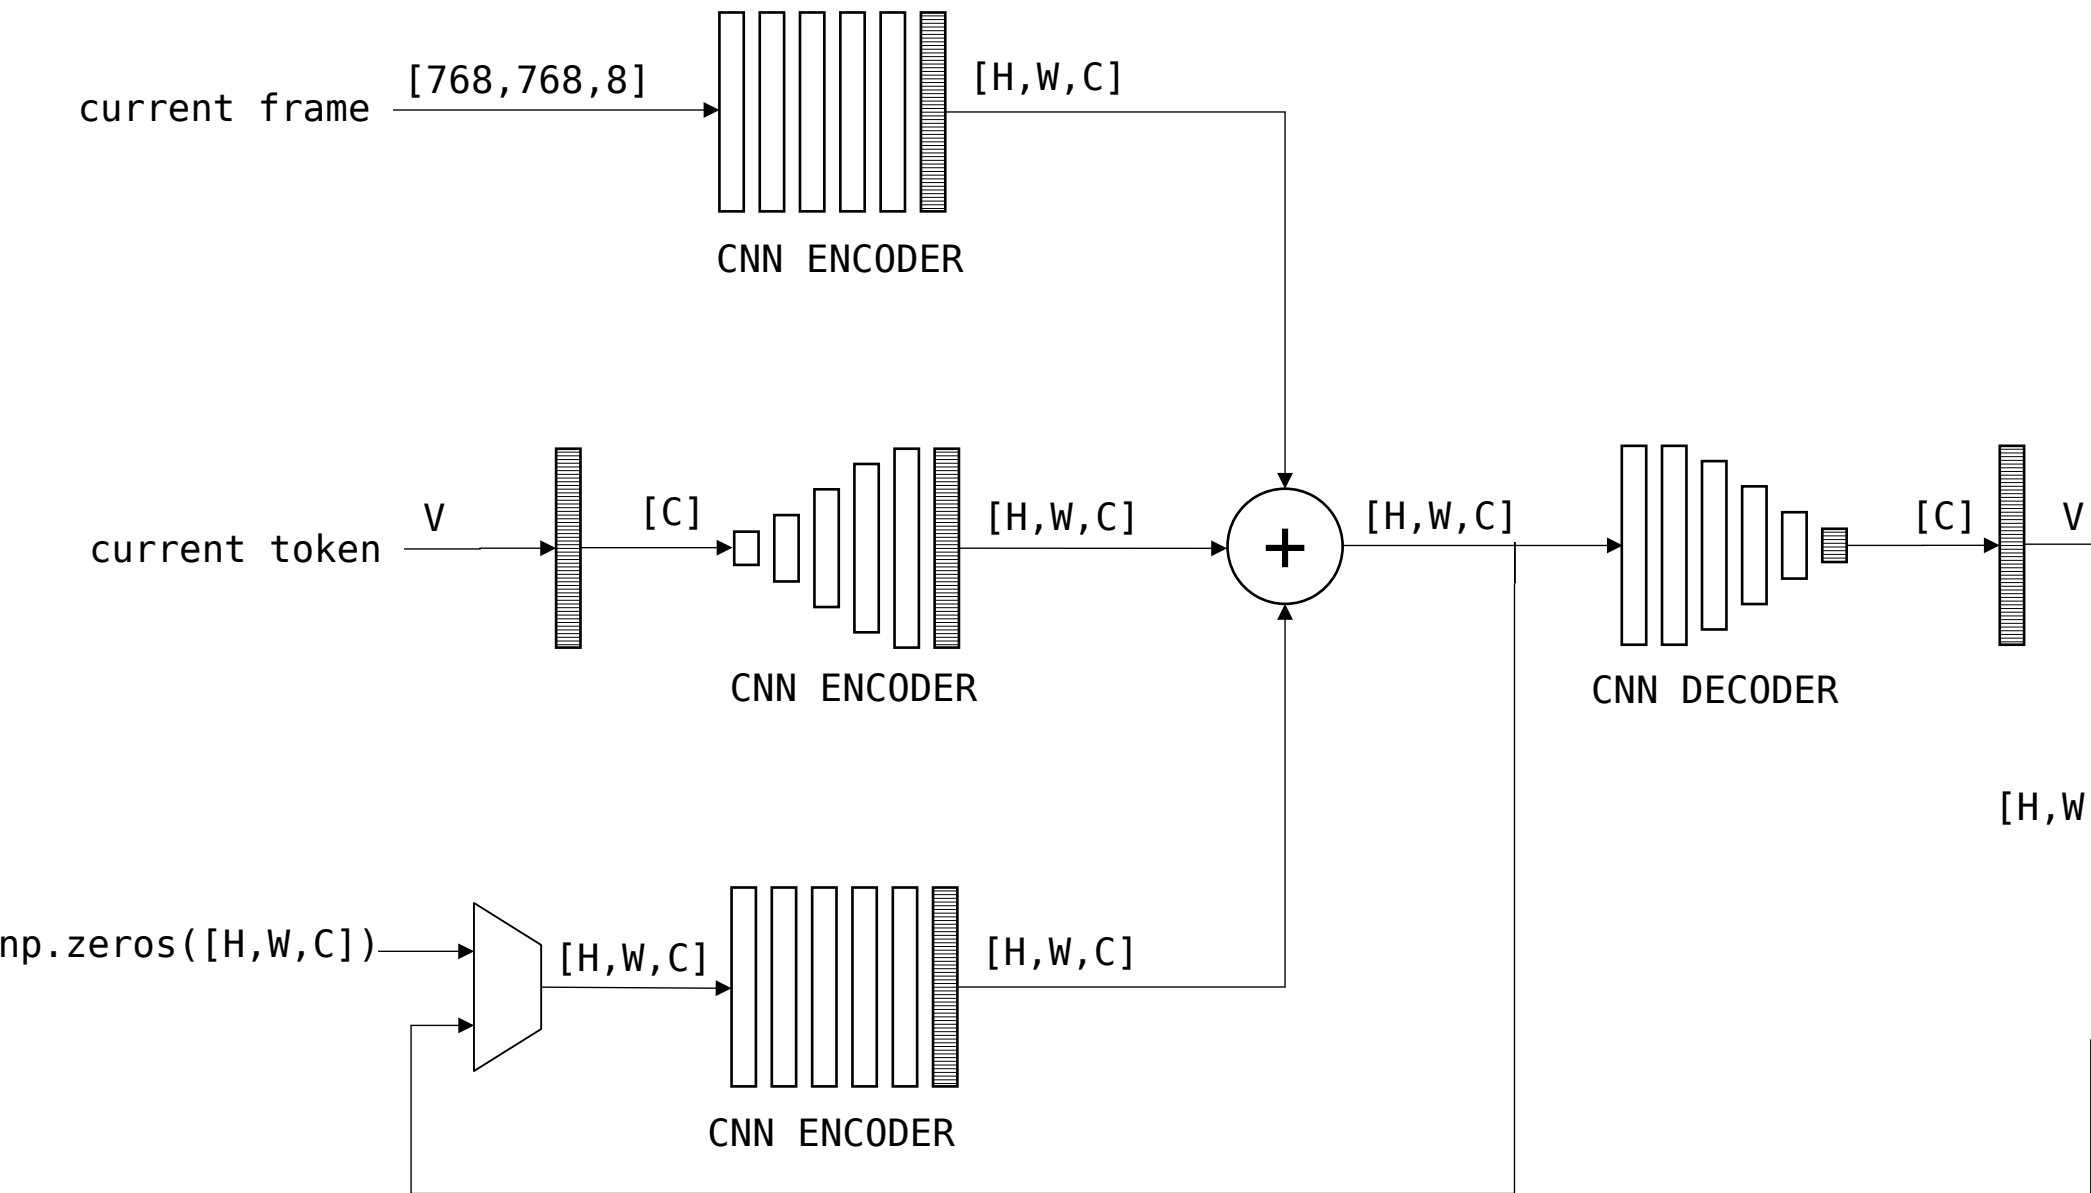 [768,768,8]
[H,W,C]
current frame
CNN ENCODER
V
[C]
[H,W,C]
[H,W,C]
[C]
V
current token
+
CNN ENCODER
CNN DECODER
[H,W
np.zeros([H,W,C])
[H,W,C]
[H,W,C]
CNN ENCODER